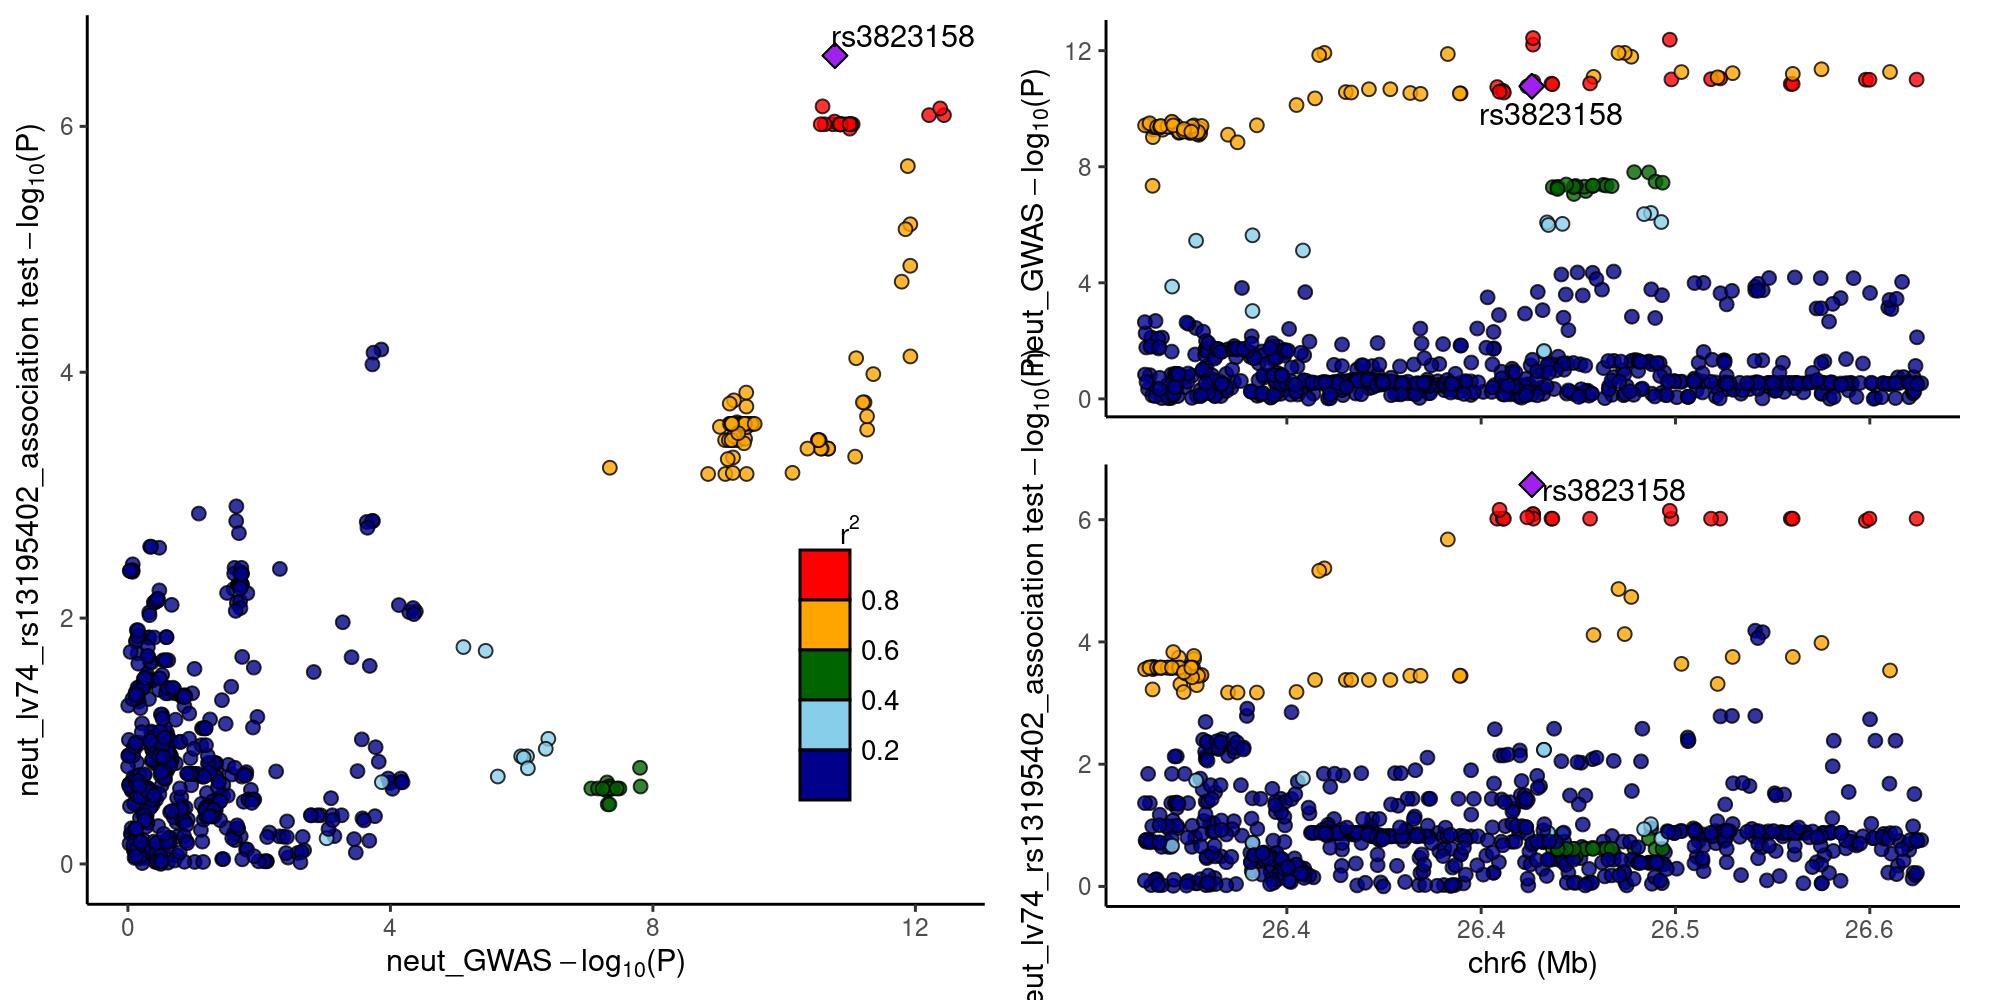 rs3823158
6
4
2
0
neut_lv74_rs13195402_association test −log10(P)
0
4
8
12
neut_GWAS −log10(P)
r2
0.8
0.6
0.4
0.2
12
8
4
0
neut_GWAS −log10(P)
rs3823158
rs3823158
6
4
2
0
eut_lv74_rs13195402_association test −log10(P)
26.4
26.4
26.5
26.6
chr6 (Mb)